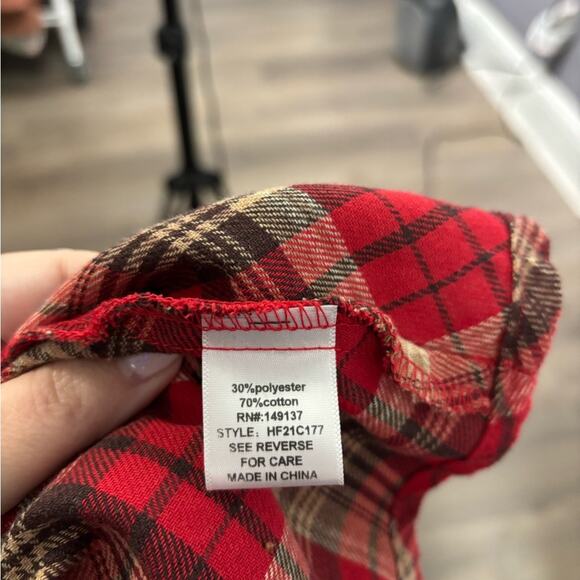 30%polyester
70%cotton
RN#:149137
STYLE: HF21C177
SEE REVERSE
FOR CARE
MADE IN CHINA